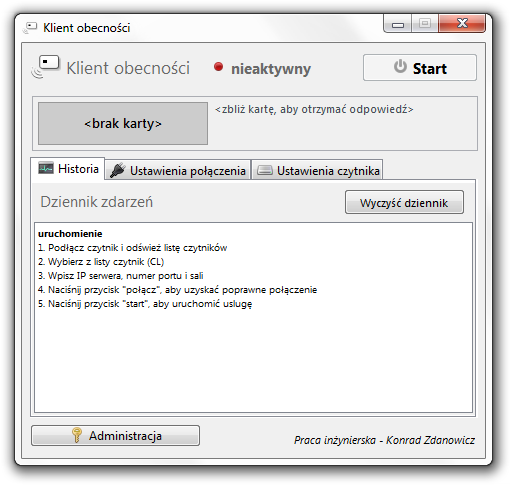 Klient obecności
Klient obecności
nieaktywny
Start
<brak karty>
<zbliż kartę, aby otrzymać odpowiedź>
Historia
Ustawienia połączenia
Ustawienia czytnika
Dziennik zdarzeń
Wyczyść dziennik
uruchomienie
1. Podłącz czytnik i odśwież listę czytników
2. Wybierz z listy czytnik (CL)
3. Wpisz IP serwera, numer portu i sali
4. Naciśnij przycisk "połącz", aby uzyskać poprawne połączenie
5. Naciśnij przycisk "start", aby uruchomić usługę
Administracja
Praca inżynierska - Konrad Zdanowicz